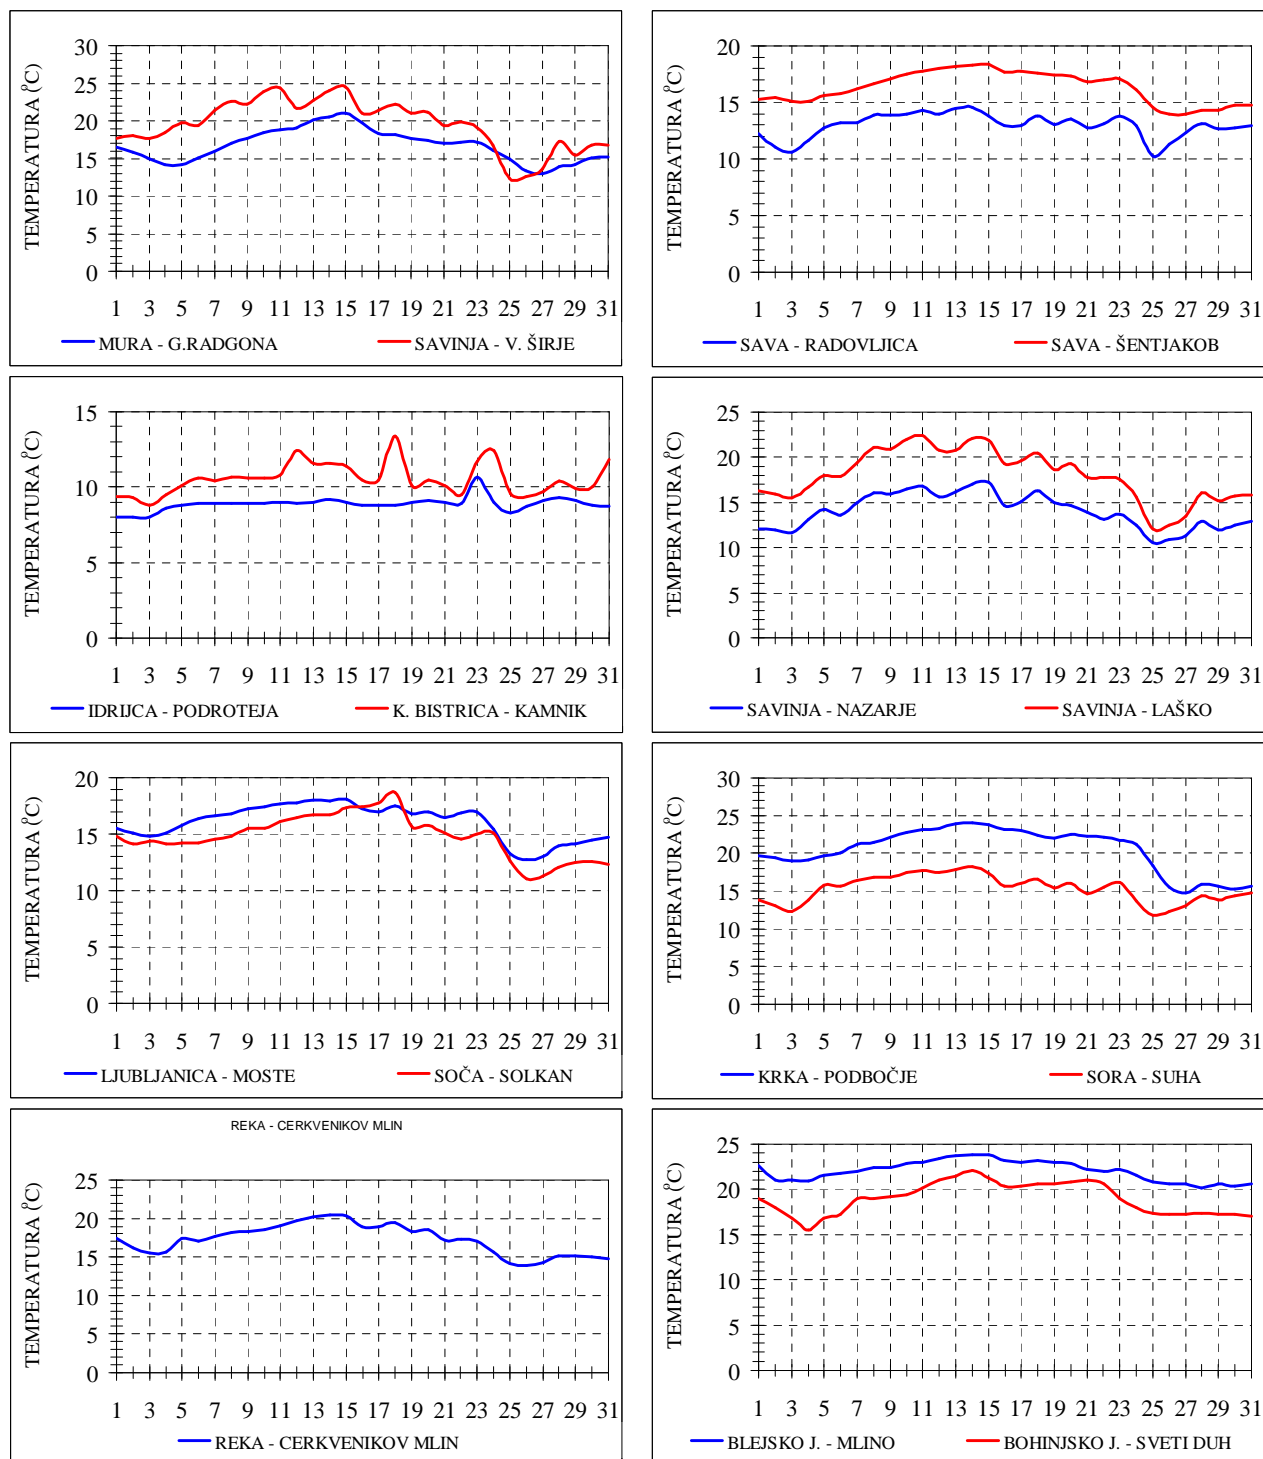 TEMPERATURA (°C)
30
25
20
15
10
5
0
1 3 5 7 9 11 13 15 17 19 21 23 25 27 29 31
MURA - G.RADGONA SAVINJA - V. ŠIRJE
TEMPERATURA (°C)
20
15
10
5
0
1 3 5 7 9 11 13 15 17 19 21 23 25 27 29 31
SAVA - RADOVLJICA SAVA - ŠENTJAKOB
TEMPERATURA (°C)
15
10
5
0
1 3 5 7 9 11 13 15 17 19 21 23 25 27 29 31
IDRIJCA - PODROTEJA K. BISTRICA - KAMNIK
TEMPERATURA (°C)
25
20
15
10
5
0
1 3 5 7 9 11 13 15 17 19 21 23 25 27 29 31
SAVINJA - NAZARJE SAVINJA - LAŠKO
TEMPERATURA (°C)
20
15
10
5
0
1 3 5 7 9 11 13 15 17 19 21 23 25 27 29 31
LJUBLJANICA - MOSTE SOČA - SOLKAN
TEMPERATURA (°C)
30
25
20
15
10
5
0
1 3 5 7 9 11 13 15 17 19 21 23 25 27 29 31
KRKA - PODBOČJE SORA - SUHA
REKA - CERKVENIKOV MLIN
TEMPERATURA (°C)
25
20
15
10
5
0
1 3 5 7 9 11 13 15 17 19 21 23 25 27 29 31
REKA - CERKVENIKOV MLIN
TEMPERATURA (°C)
25
20
15
10
5
0
1 3 5 7 9 11 13 15 17 19 21 23 25 27 29 31
BLEJSKO J. - MLINO BOHINJSKO J. - SVETI DUH